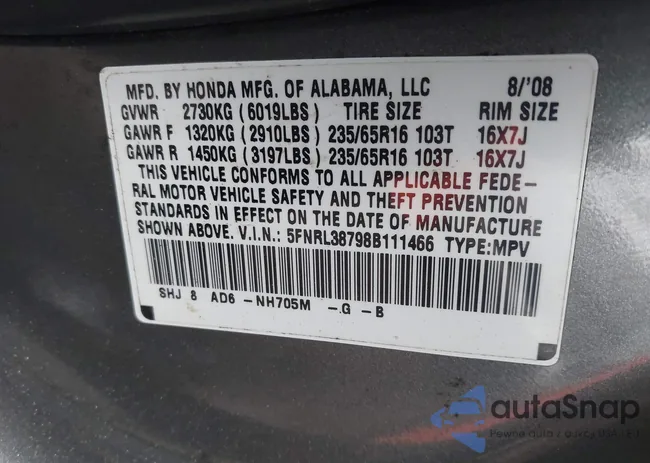 MFD. BY HONDA MFG. OF ALABAMA, LLC 8/'08
GVWR 2730KG (6019LBS) TIRE SIZE RIM SIZE
GAWR F 1320KG (2910LBS) 235/65R16 103T 16X7J
GAWR R 1450KG (3197LBS) 235/65R16 103T 16X7J
THIS VEHICLE CONFORMS TO ALL APPLICABLE FEDE-
RAL MOTOR VEHICLE SAFETY AND THEFT PREVENTION
STANDARDS IN EFFECT ON THE DATE OF MANUFACTURE
SHOWN ABOVE. V.I.N.: 5FNRL38798B111466 TYPE:MPV
SHJ 8 AD6 -NH705M -.G -B
autaSnap
Pewne auta